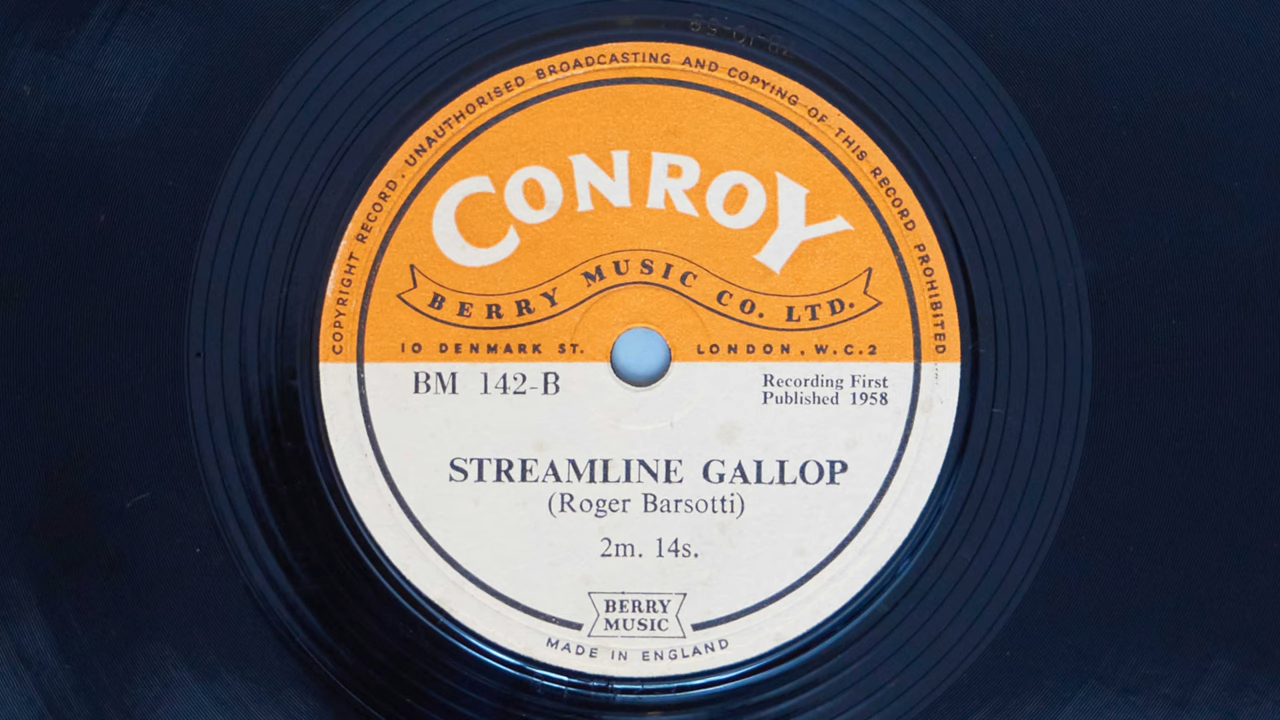 COPYRIGHT RECORD. UNAUTHORISED BROADCASTING AND COPYING OF THIS RECORD PROHIBITED
CONROY
BERRY MUSIC CO. LTD.
10 DENMARK ST. LONDON, W.C.2
BM 142-B
Recording First
Published 1958
STREAMLINE GALLOP
(Roger Barsotti)
2m. 14s.
BERRY
MUSIC
MADE IN ENGLAND